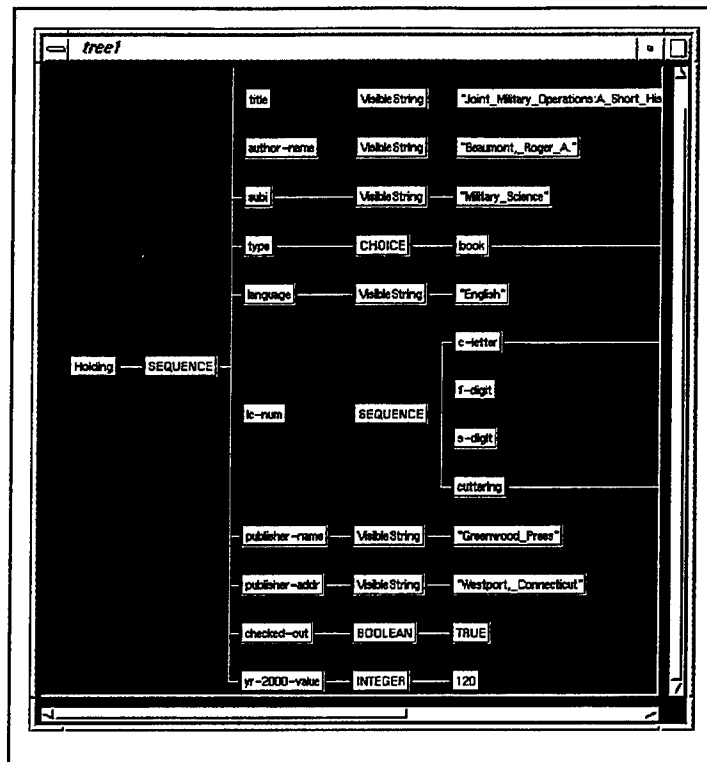 tree1
title VisibleString "Joint_Military_Operations:A_Short_His
author-name VisibleString "Beaumont,_Roger_A."
subj VisibleString "Military_Science"
type CHOICE book
language VisibleString "English"
c-letter
Holding SEQUENCE
f-digit
lc-num SEQUENCE
s-digit
cuttering
publisher-name VisibleString "Greenwood_Press"
publisher-addr VisibleString "Westport,_Connecticut"
checked-out BOOLEAN TRUE
yr-2000-value INTEGER 120